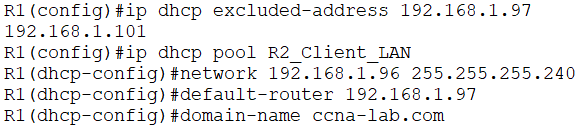 R1(config)#ip dhcp excluded-address 192.168.1.97
192.168.1.101
R1(config)#ip dhcp pool R2_Client_LAN
R1(dhcp-config)#network 192.168.1.96 255.255.255.240
R1(dhcp-config)#default-router 192.168.1.97
R1(dhcp-config)#domain-name ccna-lab.com